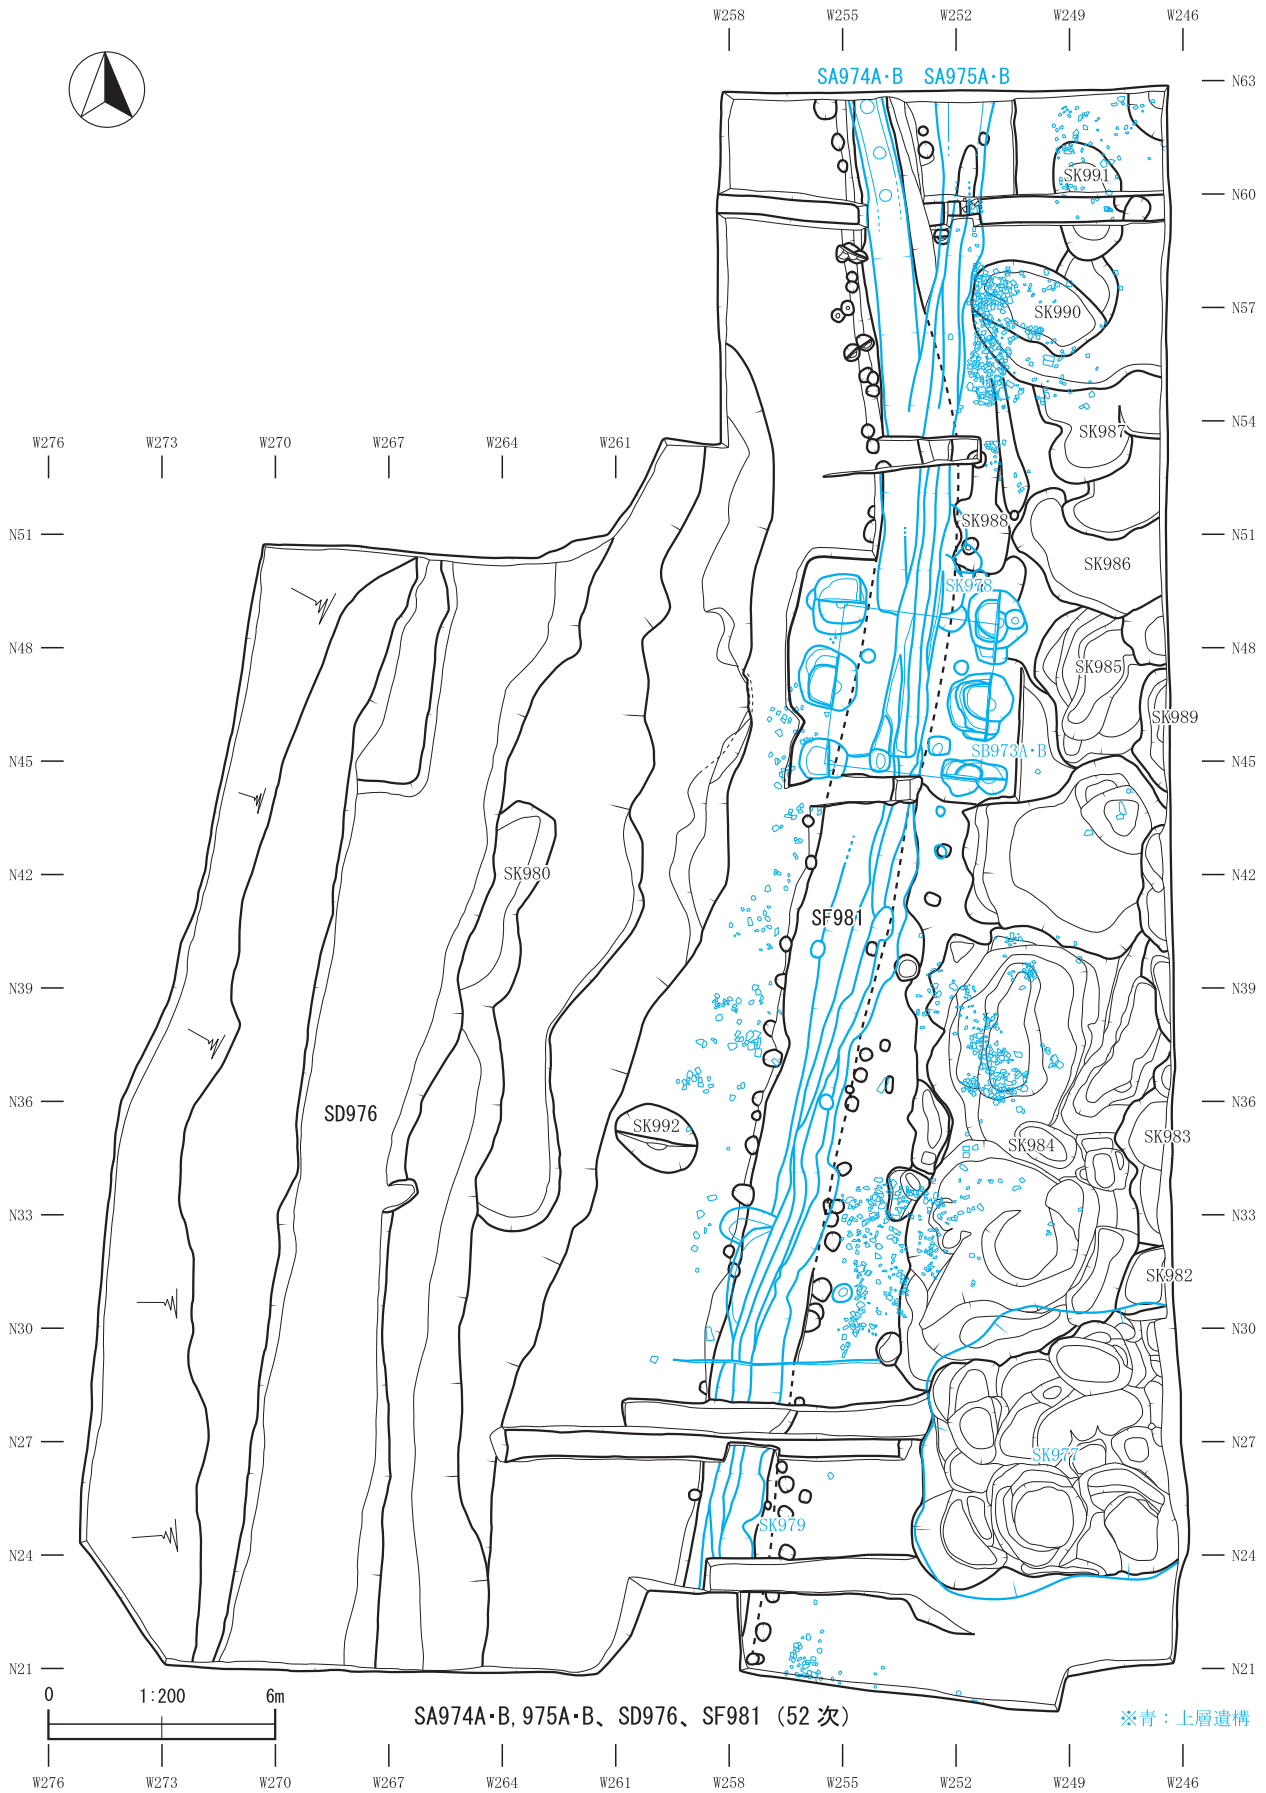 W258 W255 W252 W249 W246
SA974A・B SA975A・B
N63
SK991
N60
N57
SK990
N54
SK987
W276 W273 W270 W267 W264 W261
N51 SK988 N51
SK986
SK978
N48 N48
SK985
SK989
SB973A・B
N45 N45
N42 SK980 N42
SF981
N39 N39
N36 N36
SD976
SK992
SK983
SK984
N33 N33
SK982
N30 N30
N27 N27
SK977
SK979
N24 N24
N21 N21
0 1:200 6m
SA974A・B, 975A・B、SD976、SF981（52 次）
※青：上層遺構
W276 W273 W270 W267 W264 W261 W258 W255 W252 W249 W246